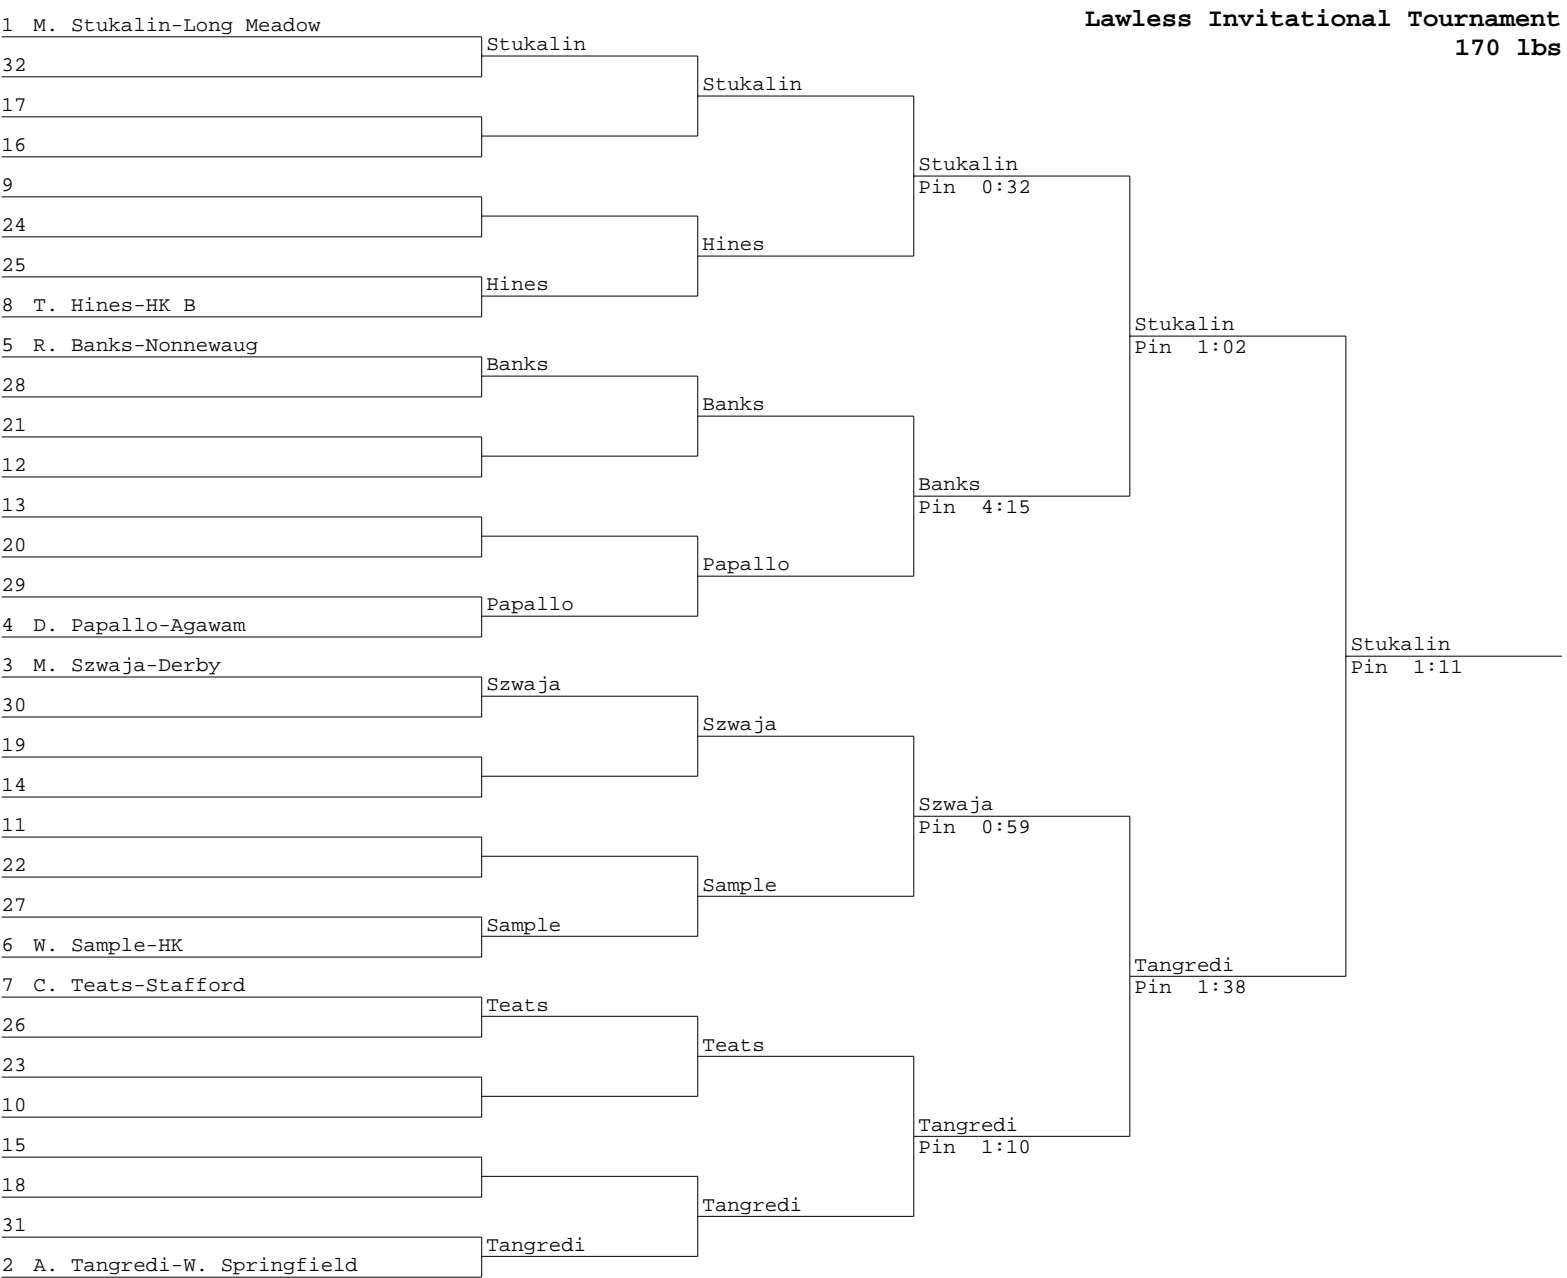 Lawless Invitational Tournament
170 lbs
1 M. Stukalin-Long Meadow
32
17
16
9
24
25
8 T. Hines-HK B
5 R. Banks-Nonnewaug
28
21
12
13
20
29
4 D. Papallo-Agawam
3 M. Szwaja-Derby
30
19
14
11
22
27
6 W. Sample-HK
7 C. Teats-Stafford
26
23
10
15
18
31
2 A. Tangredi-W. Springfield
Stukalin
Hines
Banks
Papallo
Szwaja
Sample
Teats
Tangredi
Stukalin
Hines
Banks
Papallo
Szwaja
Sample
Teats
Tangredi
Stukalin
Pin 0:32
Banks
Pin 4:15
Szwaja
Pin 0:59
Tangredi
Pin 1:10
Stukalin
Pin 1:02
Tangredi
Pin 1:38
Stukalin
Pin 1:11